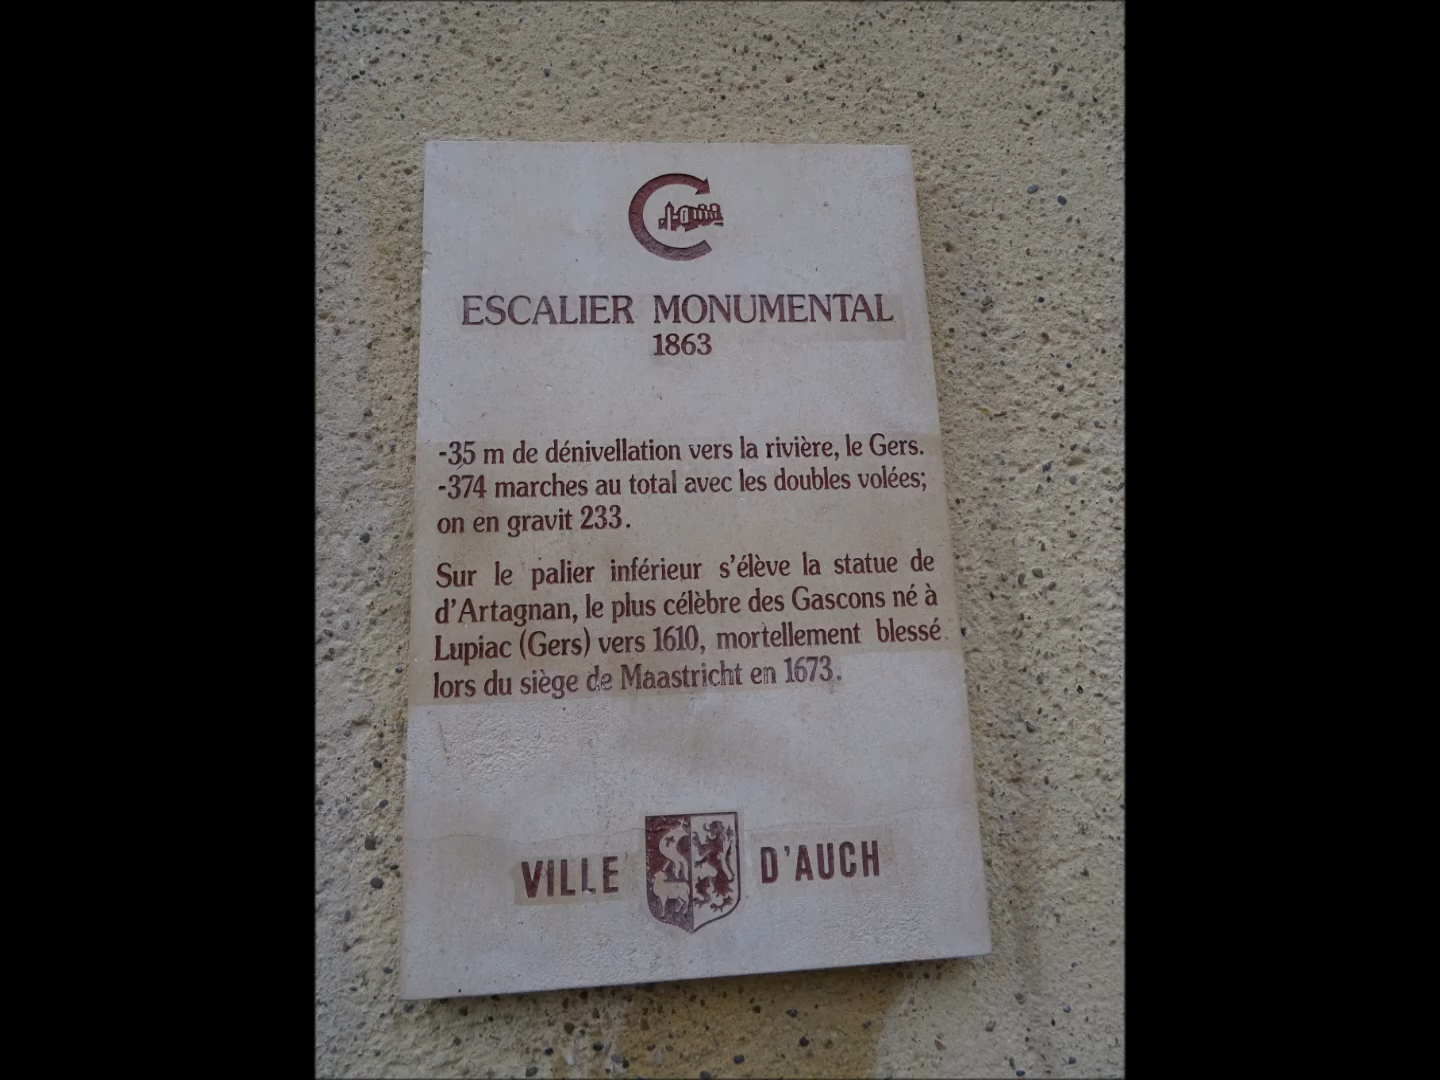 ESCALIER MONUMENTAL
1863
-35 m de dénivellation vers la rivière, le Gers.
-374 marches au total avec les doubles volées;
on en gravit 233.
Sur le palier inférieur s'élève la statue de
d'Artagnan, le plus célèbre des Gascons né à
Lupiac (Gers) vers 1610, mortellement blessé
lors du siège de Maastricht en 1673.
VILLE D'AUCH